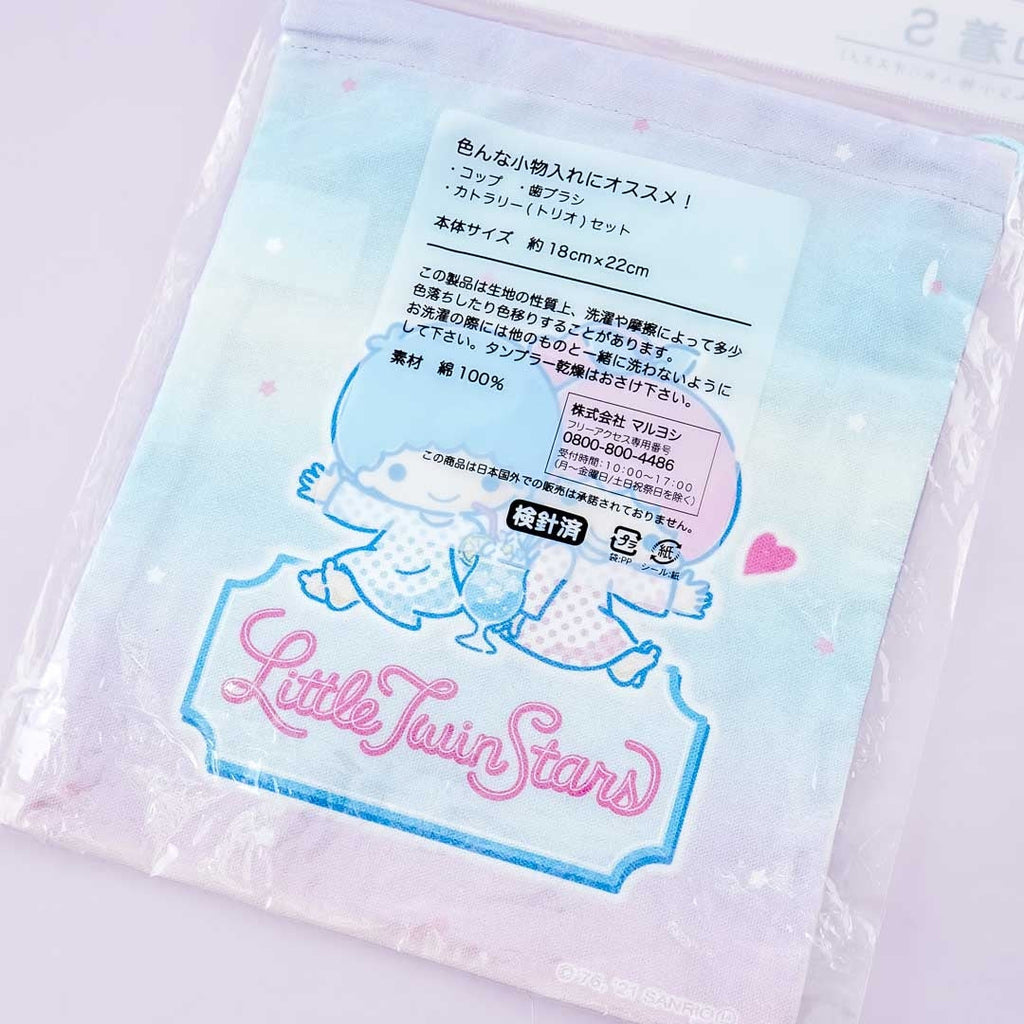 着 S
色んな小物入れにオススメ！
・コップ ・歯ブラシ
・カトラリー(トリオ)セット
本体サイズ 約18cm×22cm
この製品は生地の性質上、洗濯や摩擦によって多少
色落ちしたり色移りすることがあります。
お洗濯の際には他のものと一緒に洗わないように
して下さい。タンブラー乾燥はおさけ下さい。
素材 綿100%
株式会社 マルヨシ
フリーアクセス専用番号
0800-800-4486
受付時間:10:00〜17:00
(月〜金曜日/土日祝祭日を除く)
この商品は日本国外での販売は承諾されておりません。
検針済
プラ
袋:PP
紙
シール:紙
Little Twin Stars
© '76, '21 SANRIO